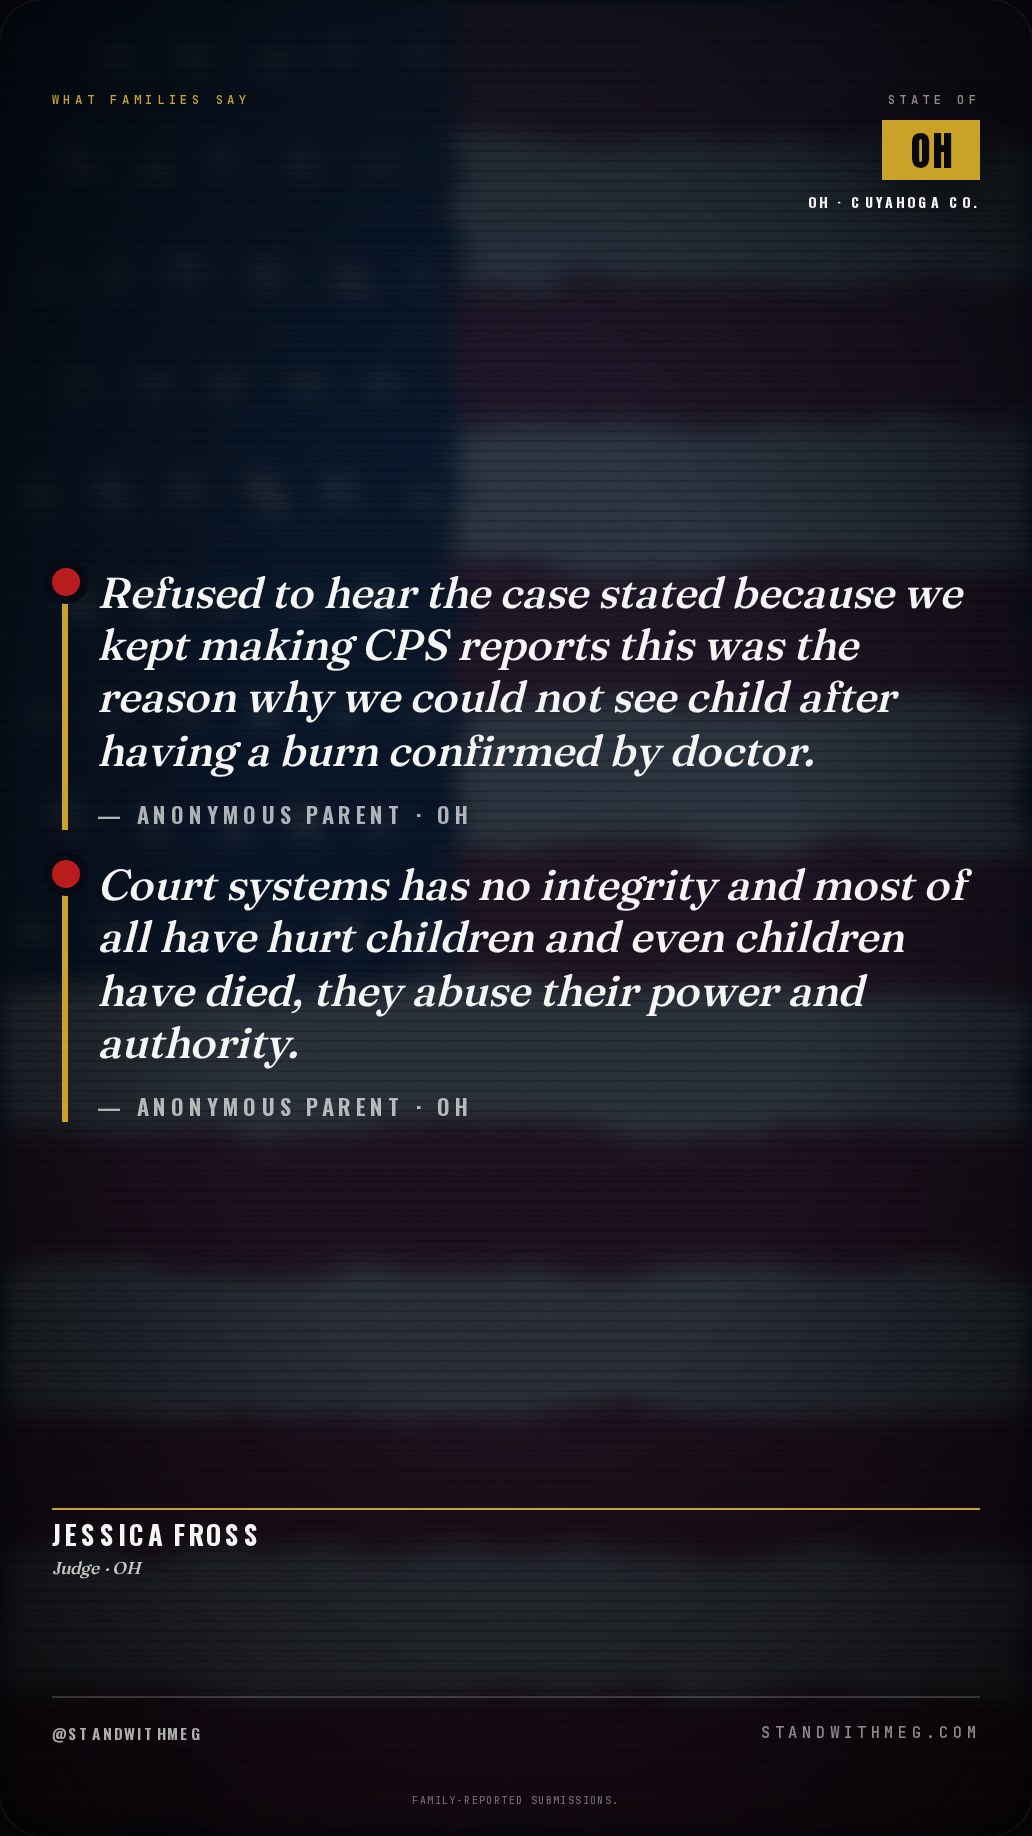 WHAT FAMILIES SAY
STATE OF
OH
OH · CUYAHOGA CO.
Refused to hear the case stated because we
kept making CPS reports this was the
reason why we could not see child after
having a burn confirmed by doctor.
— ANONYMOUS PARENT · OH
Court systems has no integrity and most of
all have hurt children and even children
have died, they abuse their power and
authority.
— ANONYMOUS PARENT · OH
JESSICA FROSS
Judge · OH
@STANDWITHMEG
STANDWITHMEG.COM
FAMILY-REPORTED SUBMISSIONS.